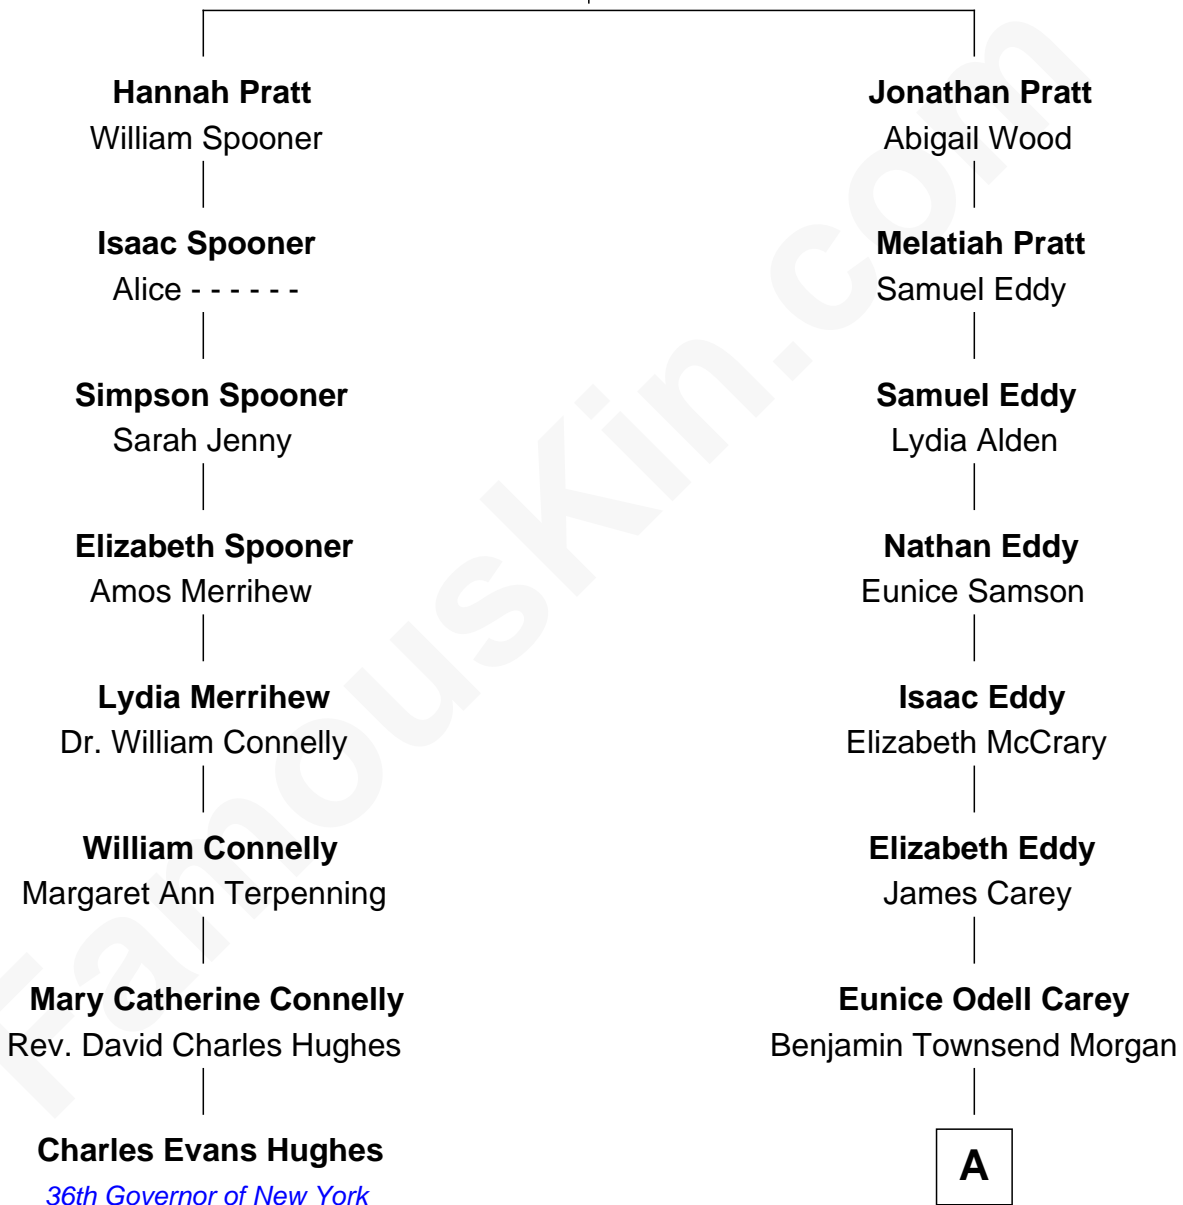 Hannah Pratt
William Spooner
Isaac Spooner
Alice - - - - - -
Simpson Spooner
Sarah Jenny
Elizabeth Spooner
Amos Merrihew
Lydia Merrihew
Dr. William Connelly
William Connelly
Margaret Ann Terpenning
Mary Catherine Connelly
Rev. David Charles Hughes
Charles Evans Hughes
36th Governor of New York
Jonathan Pratt
Abigail Wood
Melatiah Pratt
Samuel Eddy
Samuel Eddy
Lydia Alden
Nathan Eddy
Eunice Samson
Isaac Eddy
Elizabeth McCrary
Elizabeth Eddy
James Carey
Eunice Odell Carey
Benjamin Townsend Morgan
A
FamousKin.com